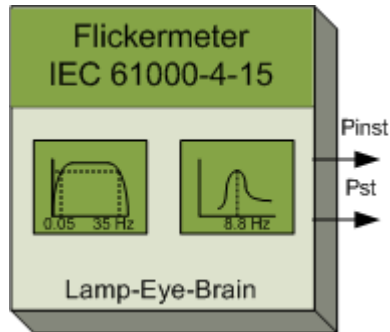 Flickermeter
IEC 61000-4-15
Pinst
Pst
0.05 35 Hz
8.8 Hz
Lamp-Eye-Brain